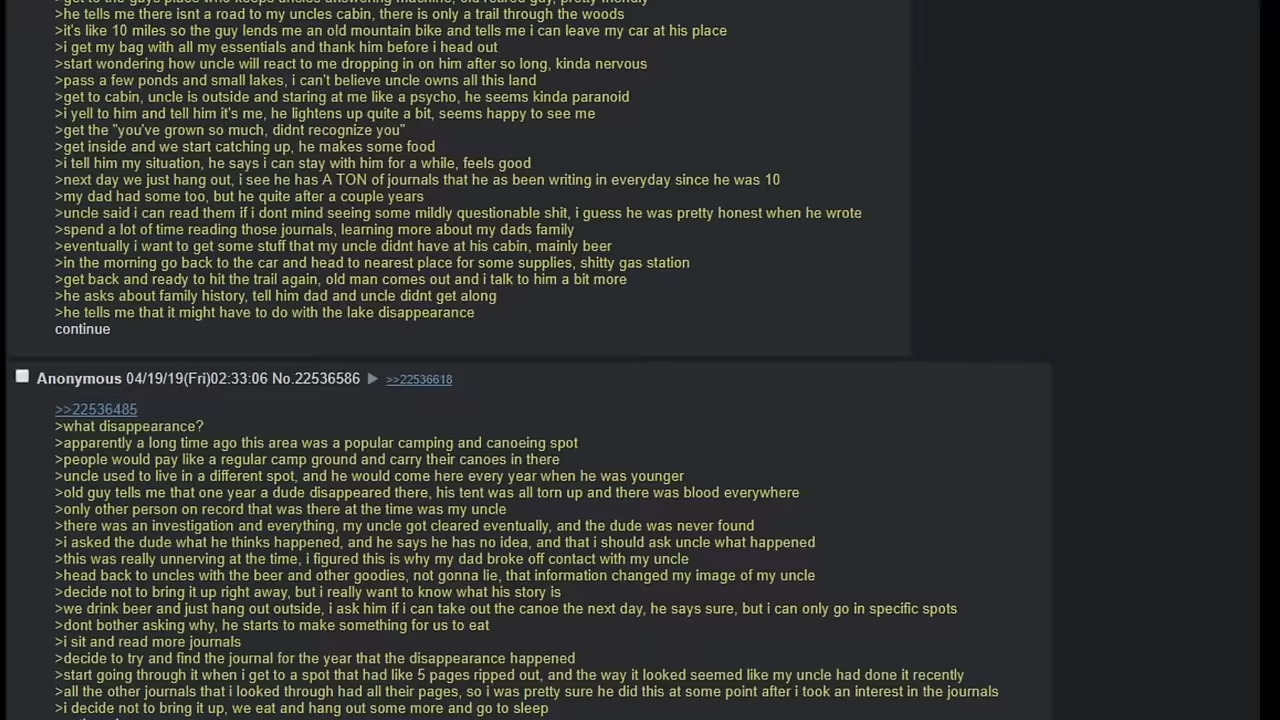 >get to the guys place who keeps uncles answering machine, old retired guy, pretty friendly
>he tells me there isnt a road to my uncles cabin, there is only a trail through the woods
>it's like 10 miles so the guy lends me an old mountain bike and tells me i can leave my car at his place
>i get my bag with all my essentials and thank him before i head out
>start wondering how uncle will react to me dropping in on him after so long, kinda nervous
>pass a few ponds and small lakes, i can't believe uncle owns all this land
>get to cabin, uncle is outside and staring at me like a psycho, he seems kinda paranoid
>i yell to him and tell him it's me, he lightens up quite a bit, seems happy to see me
>get the "you've grown so much, didnt recognize you"
>get inside and we start catching up, he makes some food
>i tell him my situation, he says i can stay with him for a while, feels good
>next day we just hang out, i see he has A TON of journals that he as been writing in everyday since he was 10
>my dad had some too, but he quite after a couple years
>uncle said i can read them if i dont mind seeing some mildly questionable shit, i guess he was pretty honest when he wrote
>spend a lot of time reading those journals, learning more about my dads family
>eventually i want to get some stuff that my uncle didnt have at his cabin, mainly beer
>in the morning go back to the car and head to nearest place for some supplies, shitty gas station
>get back and ready to hit the trail again, old man comes out and i talk to him a bit more
>he asks about family history, tell him dad and uncle didnt get along
>he tells me that it might have to do with the lake disappearance
continue
Anonymous 04/19/19(Fri)02:33:06 No.22536586 ▶ >>22536618
>>22536485
>what disappearance?
>apparently a long time ago this area was a popular camping and canoeing spot
>people would pay like a regular camp ground and carry their canoes in there
>uncle used to live in a different spot, and he would come here every year when he was younger
>old guy tells me that one year a dude disappeared there, his tent was all torn up and there was blood everywhere
>only other person on record that was there at the time was my uncle
>there was an investigation and everything, my uncle got cleared eventually, and the dude was never found
>i asked the dude what he thinks happened, and he says he has no idea, and that i should ask uncle what happened
>this was really unnerving at the time, i figured this is why my dad broke off contact with my uncle
>head back to uncles with the beer and other goodies, not gonna lie, that information changed my image of my uncle
>decide not to bring it up right away, but i really want to know what his story is
>we drink beer and just hang out outside, i ask him if i can take out the canoe the next day, he says sure, but i can only go in specific spots
>dont bother asking why, he starts to make something for us to eat
>i sit and read more journals
>decide to try and find the journal for the year that the disappearance happened
>start going through it when i get to a spot that had like 5 pages ripped out, and the way it looked seemed like my uncle had done it recently
>all the other journals that i looked through had all their pages, so i was pretty sure he did this at some point after i took an interest in the journals
>i decide not to bring it up, we eat and hang out some more and go to sleep